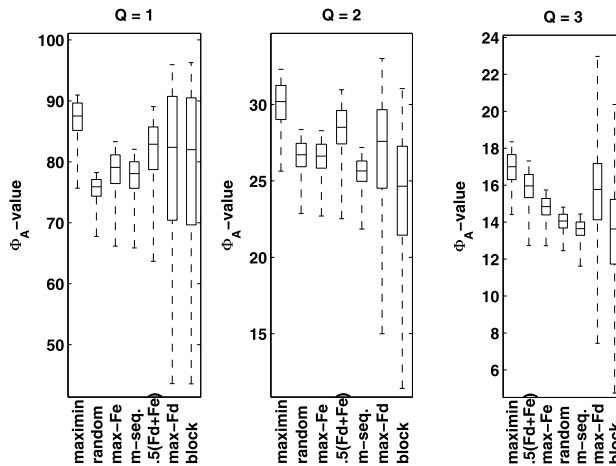 Q = 1
Q = 2
Q = 3
Φ_A-value
100
90
80
70
60
50
maximin
random
max-Fe
m-seq.
.5(Fd+Fe)
max-Fd
block
Φ_A-value
30
25
20
15
maximin
random
max-Fe
.5(Fd+Fe)
m-seq.
max-Fd
block
Φ_A-value
24
22
20
18
16
14
12
10
8
6
maximin
.5(Fd+Fe)
max-Fe
random
m-seq.
max-Fd
block